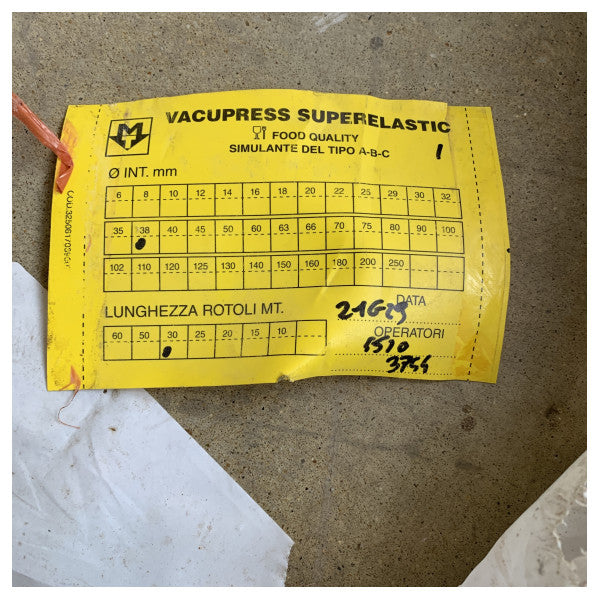 VACUPRESS SUPERELASTIC
FOOD QUALITY
SIMULANTE DEL TIPO A-B-C
1
Ø INT. mm
6 8 10 12 14 16 18 20 22 25 29 30 32
35 38 40 45 50 60 63 66 70 75 80 90 100
102 110 120 125 130 140 150 160 180 200 250
LUNGHEZZA ROTOLI MT.
60 50 30 25 20 15 10
DATA
OPERATORI
1510